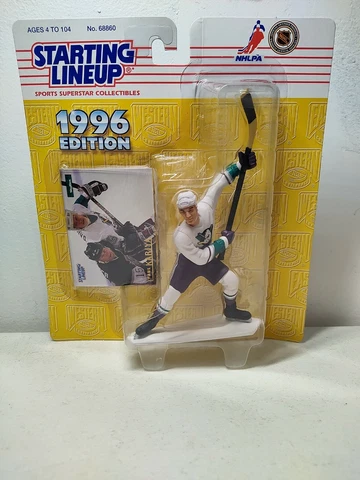 AGES 4 TO 104 No. 68860
STARTING
LINEUP
SPORTS SUPERSTAR COLLECTIBLES
NHLPA
1996
EDITION